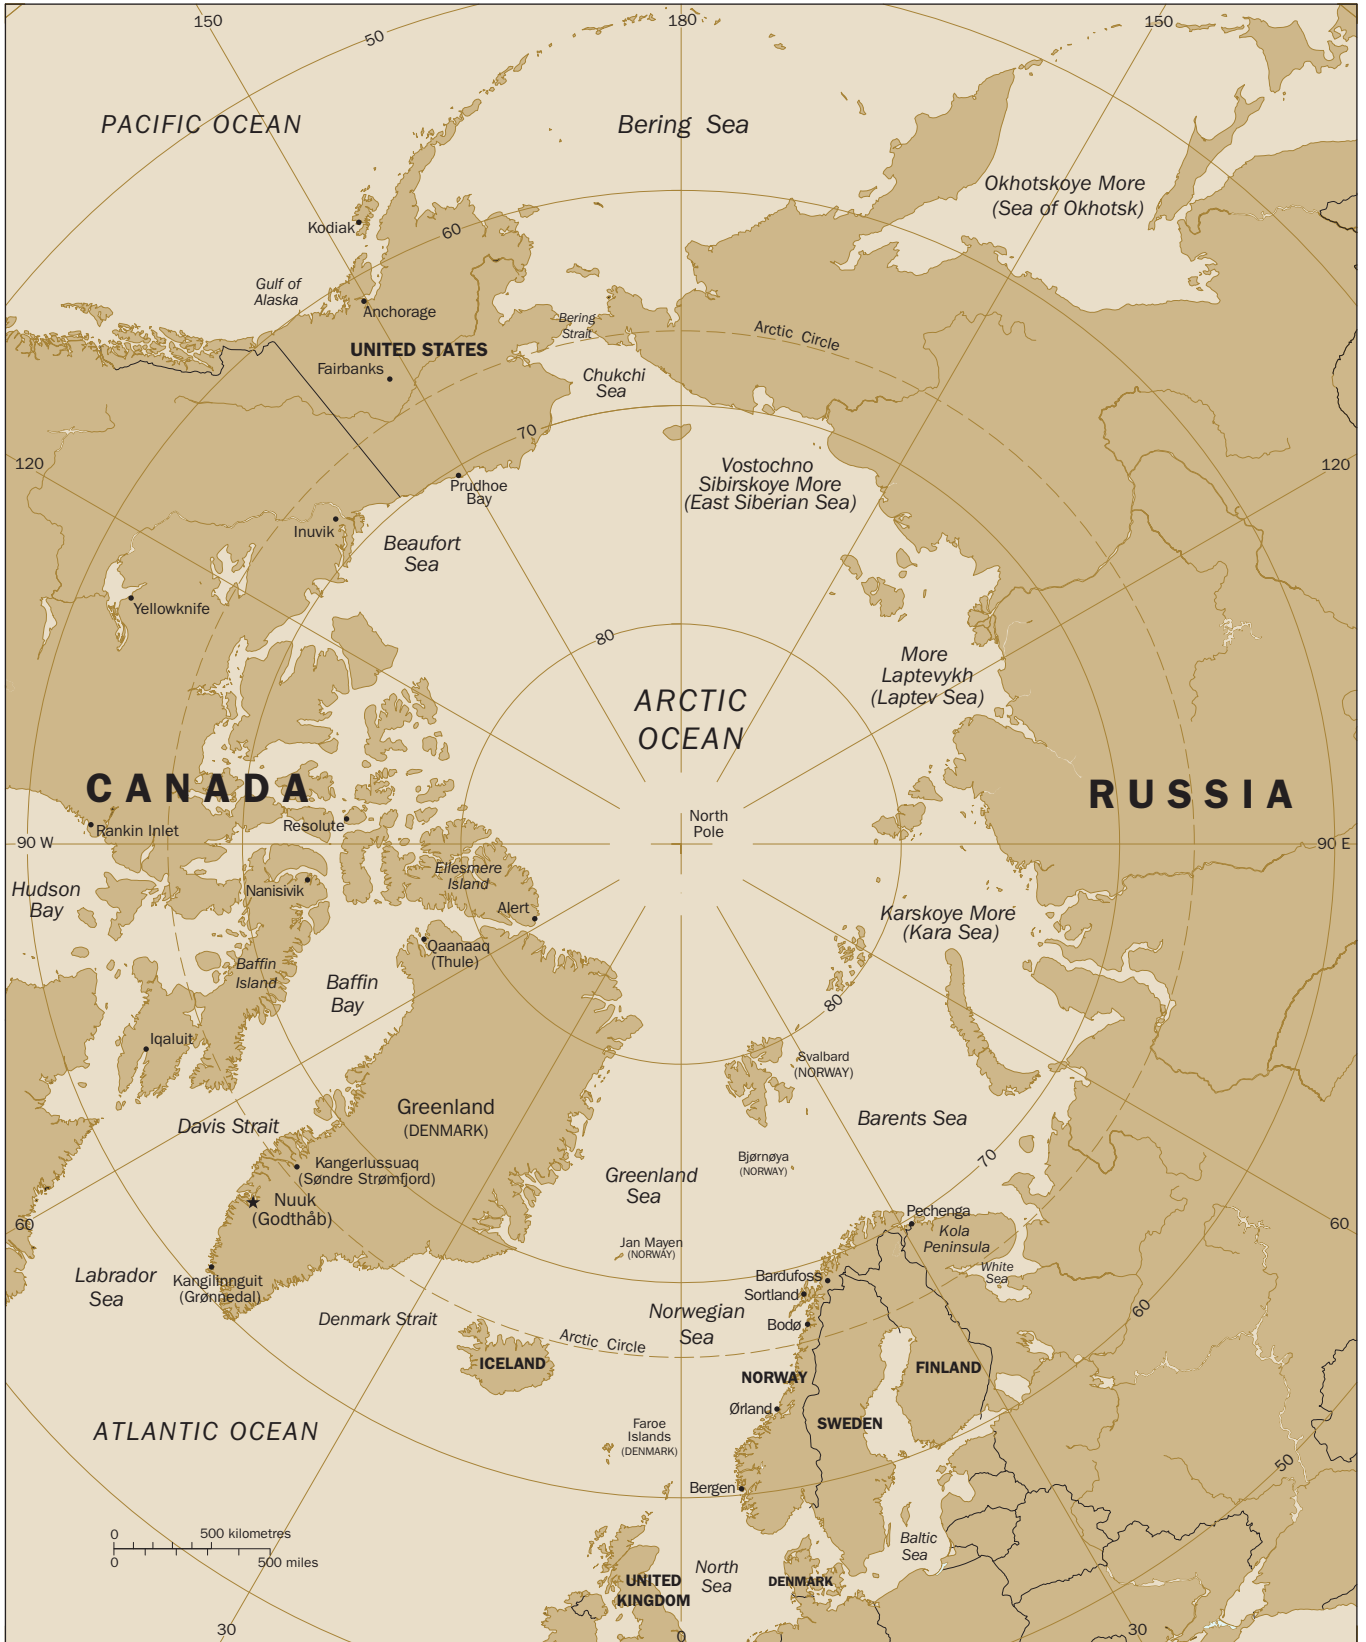 150
180
150
50
PACIFIC OCEAN
Bering Sea
Okhotskoye More
(Sea of Okhotsk)
Kodiak
60
Gulf of
Alaska
Anchorage
Bering
Strait
Arctic Circle
UNITED STATES
Fairbanks
Chukchi
Sea
70
120
Vostochno
Sibirskoye More
(East Siberian Sea)
120
Prudhoe
Bay
Inuvik
Beaufort
Sea
Yellowknife
80
More
Laptevykh
(Laptev Sea)
ARCTIC
OCEAN
CANADA
RUSSIA
North
Pole
Rankin Inlet
Resolute
90 W
90 E
Ellesmere
Island
Hudson
Bay
Nanisivik
Alert
Karskoye More
(Kara Sea)
Qaanaaq
(Thule)
Baffin
Island
Baffin
Bay
80
Iqaluit
Svalbard
(NORWAY)
Greenland
(DENMARK)
Davis Strait
Barents Sea
Kangerlussuaq
(Søndre Strømfjord)
Bjørnøya
(NORWAY)
70
Greenland
Sea
Nuuk
(Godthåb)
60
Pechenga
60
Kola
Peninsula
Jan Mayen
(NORWAY)
Labrador
Sea
Kangilinnguit
(Grønnedal)
White
Sea
Bardufoss
Sortland
Denmark Strait
Norwegian
Sea
Bodø
60
Arctic Circle
ICELAND
FINLAND
NORWAY
Ørland
SWEDEN
ATLANTIC OCEAN
Faroe
Islands
(DENMARK)
50
Bergen
0 500 kilometres
0 500 miles
Baltic
Sea
North
Sea
UNITED
KINGDOM
DENMARK
30
0
30